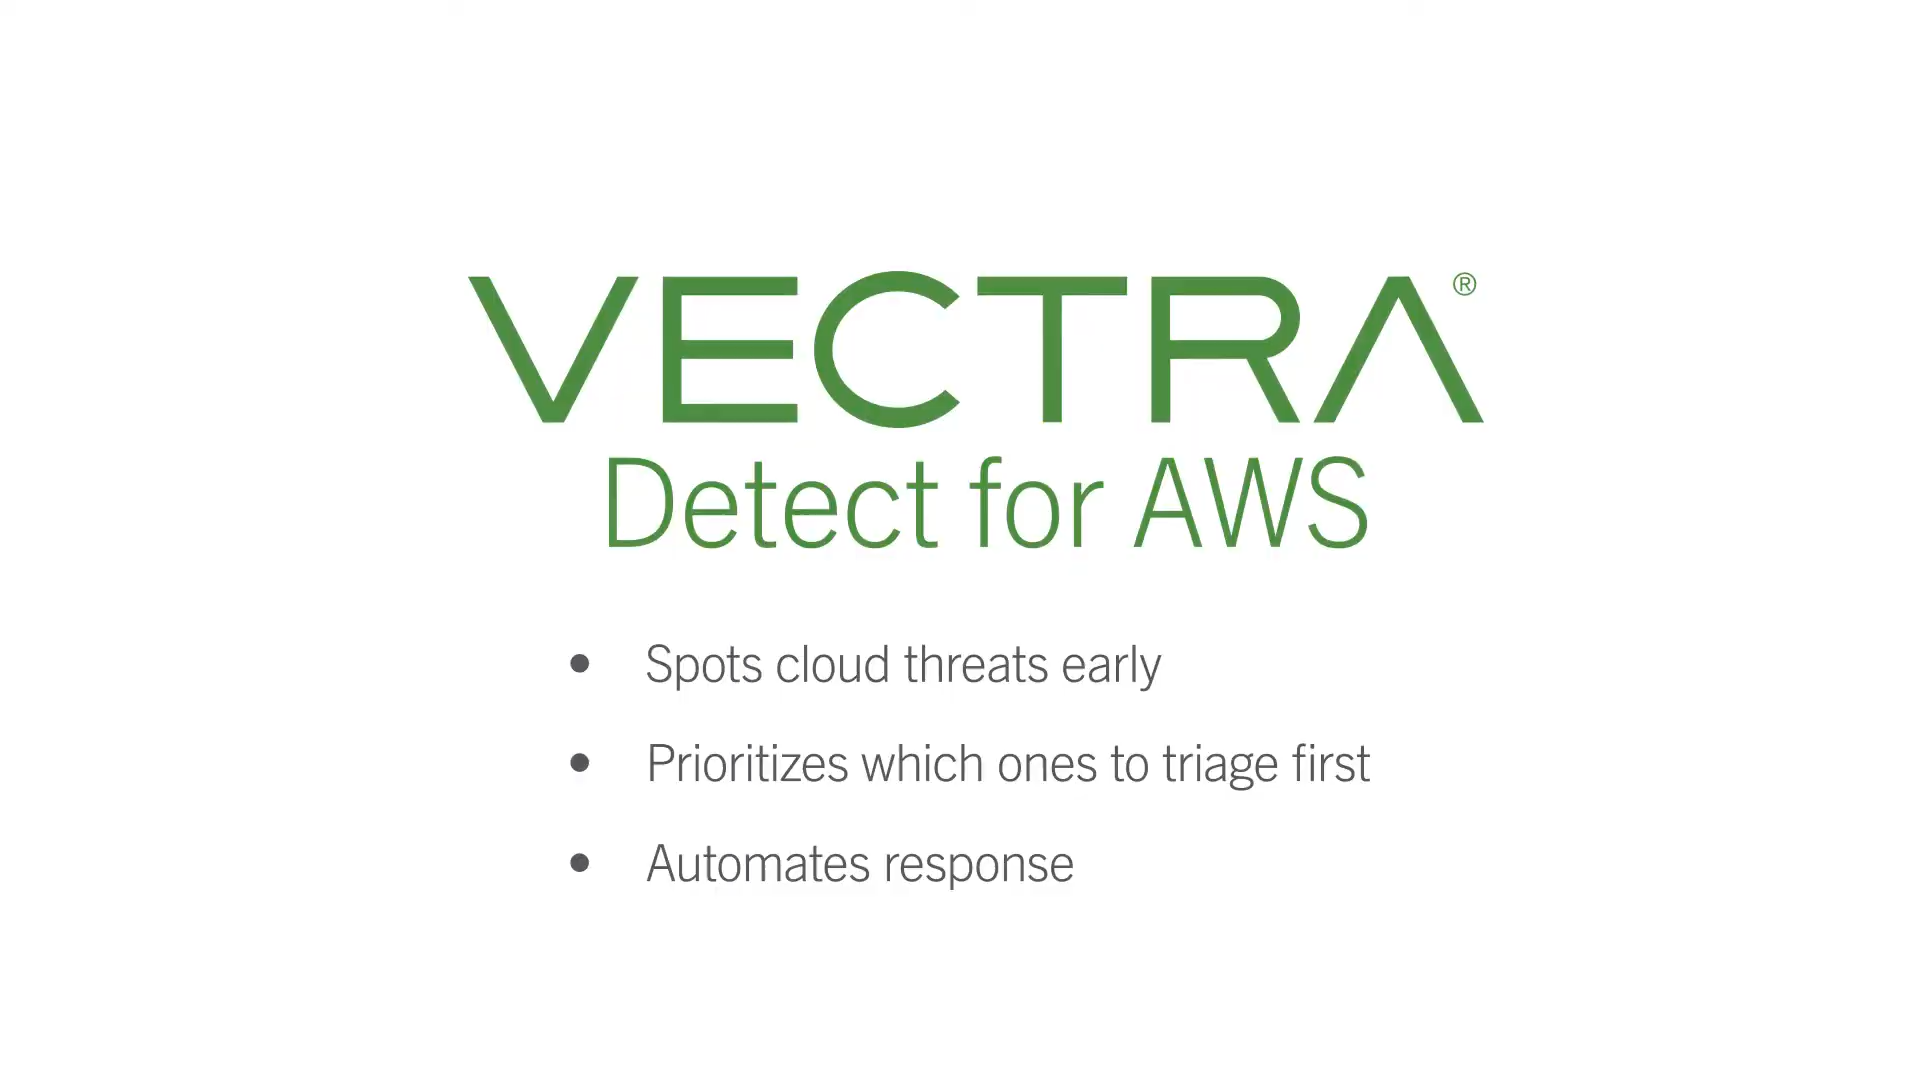 VECTRA®
Detect for AWS
• Spots cloud threats early
• Prioritizes which ones to triage first
• Automates response